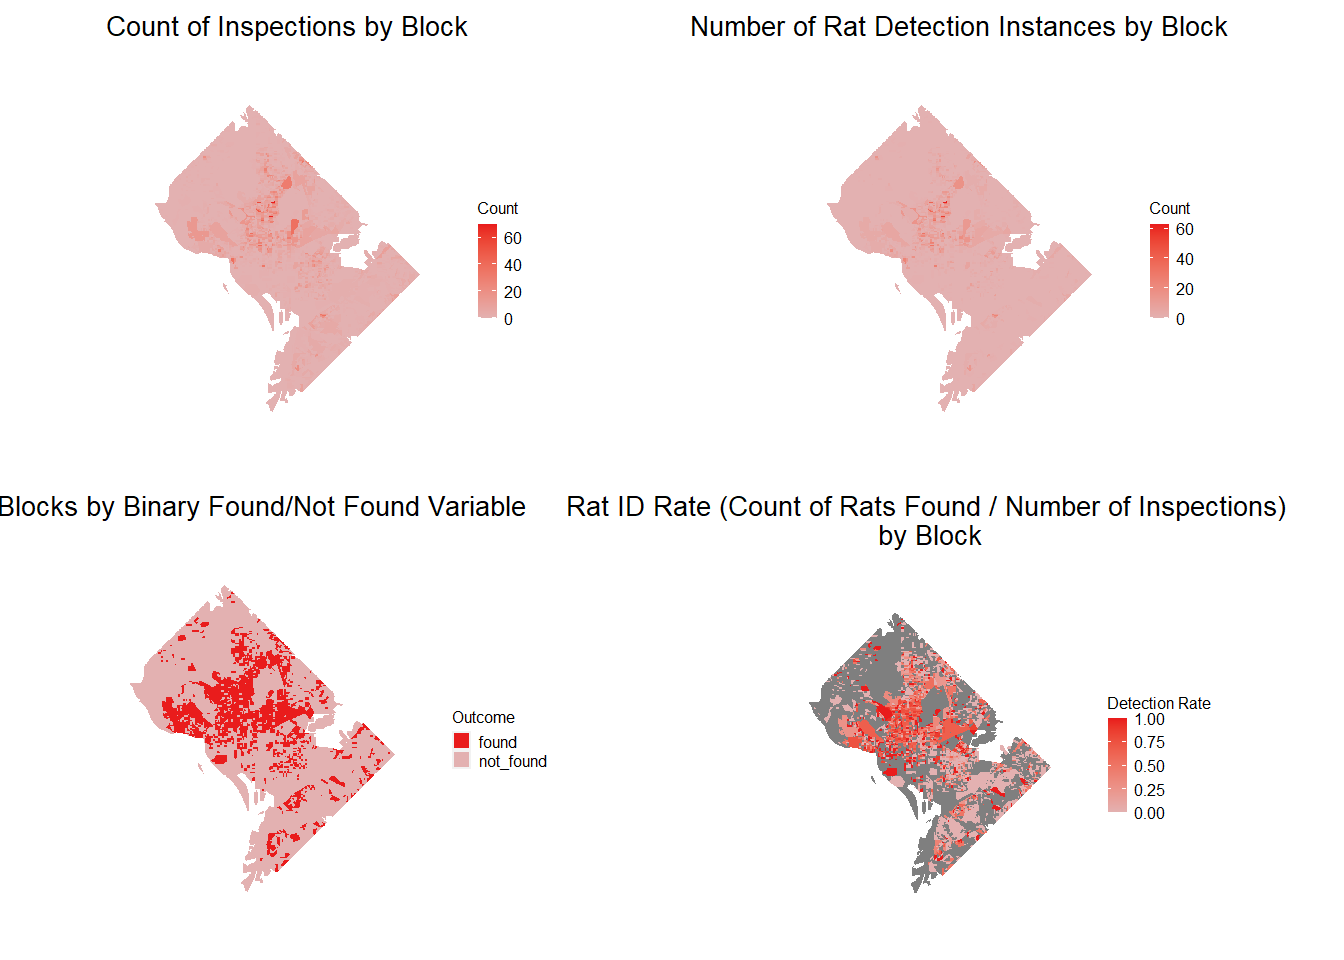 Count of Inspections by Block
Number of Rat Detection Instances by Block
Count
60
40
20
0
Count
60
40
20
0
Blocks by Binary Found/Not Found Variable
Rat ID Rate (Count of Rats Found / Number of Inspections)
by Block
Outcome
found
not_found
Detection Rate
1.00
0.75
0.50
0.25
0.00